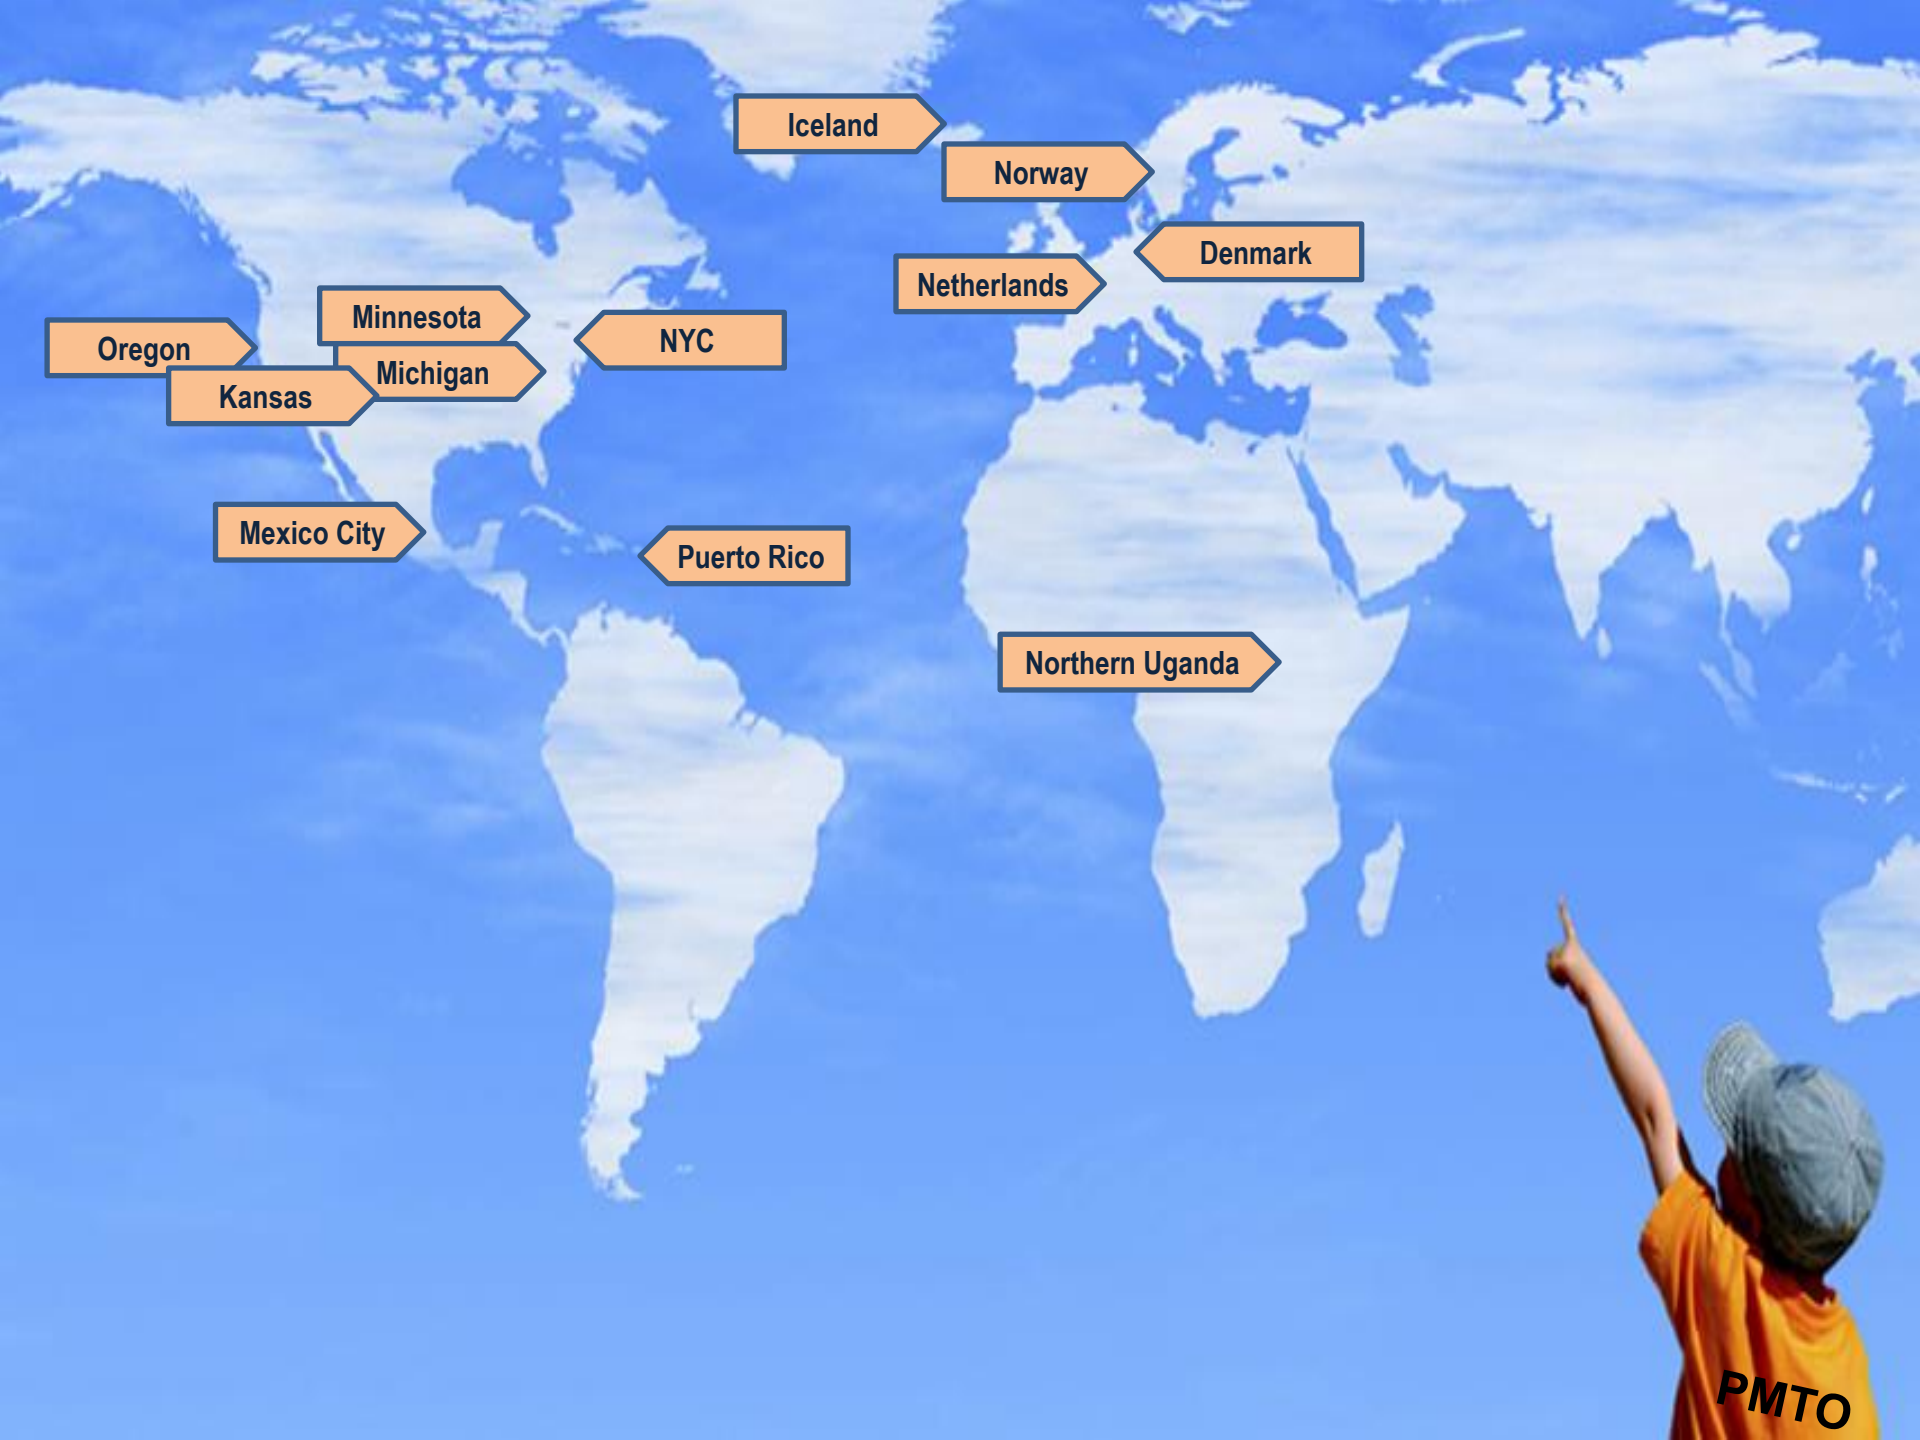 Iceland
Norway
Denmark
Netherlands
Minnesota
NYC
Oregon
Michigan
Kansas
Mexico City
Puerto Rico
Northern Uganda
PMTO